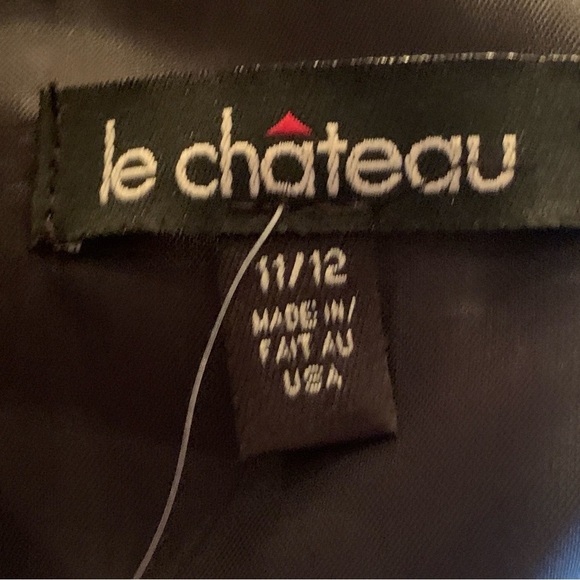 le château
11/12
MADE IN/
FAIT AU
USA